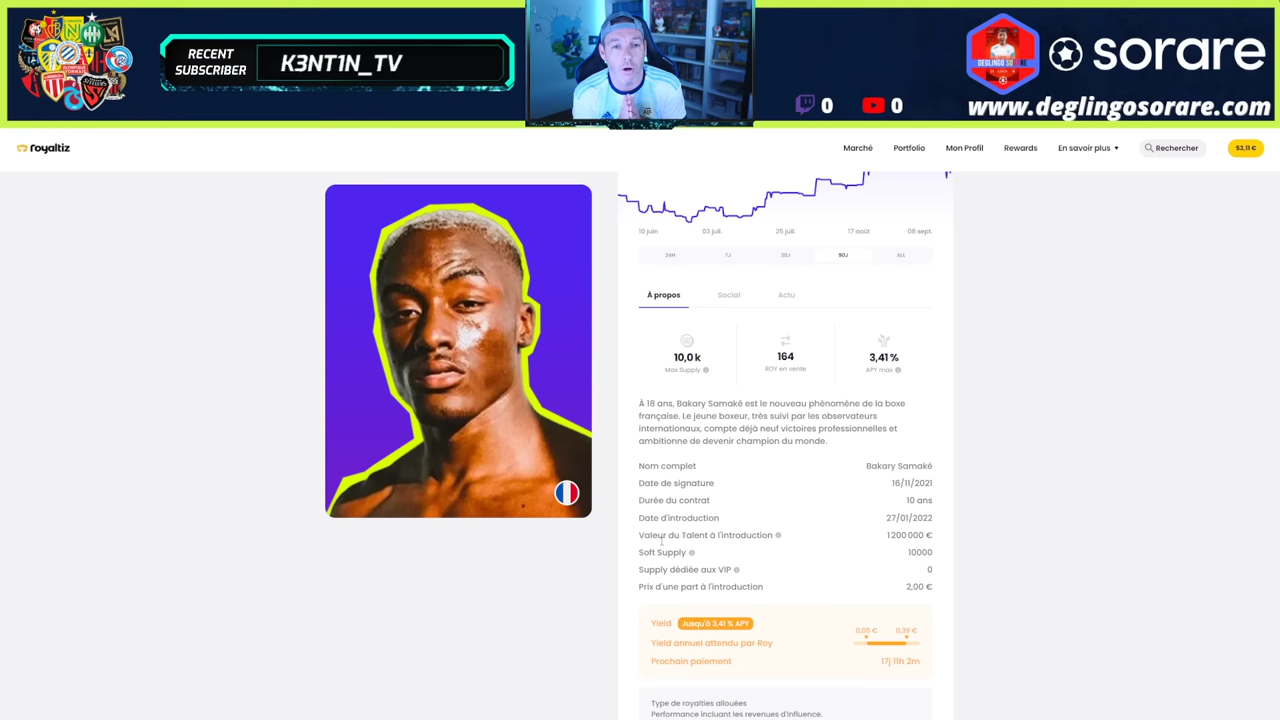 RECENT
SUBSCRIBER
K3NT1N_TV
DEGLINGO SORARE
sorare
0
0
www.deglingosorare.com
royaltiz
Marché
Portfolio
Mon Profil
Rewards
En savoir plus
Rechercher
53,11 €
10 juin
03 juil.
25 juil.
17 août
08 sept.
24H
7J
30J
90J
ALL
À propos
Social
Actu
10,0 k
Max Supply
164
ROY en vente
3,41 %
APY max
À 18 ans, Bakary Samaké est le nouveau phénomène de la boxe
française. Le jeune boxeur, très suivi par les observateurs
internationaux, compte déjà neuf victoires professionnelles et
ambitionne de devenir champion du monde.
Nom complet Bakary Samaké
Date de signature 16/11/2021
Durée du contrat 10 ans
Date d'introduction 27/01/2022
Valeur du Talent à l'introduction 1 200 000 €
Soft Supply 10000
Supply dédiée aux VIP 0
Prix d'une part à l'introduction 2,00 €
Yield Jusqu'à 3,41 % APY
0,05 € 0,39 €
Yield annuel attendu par Roy
Prochain paiement 17j 11h 2m
Type de royalties allouées
Performance incluant les revenus d'influence.